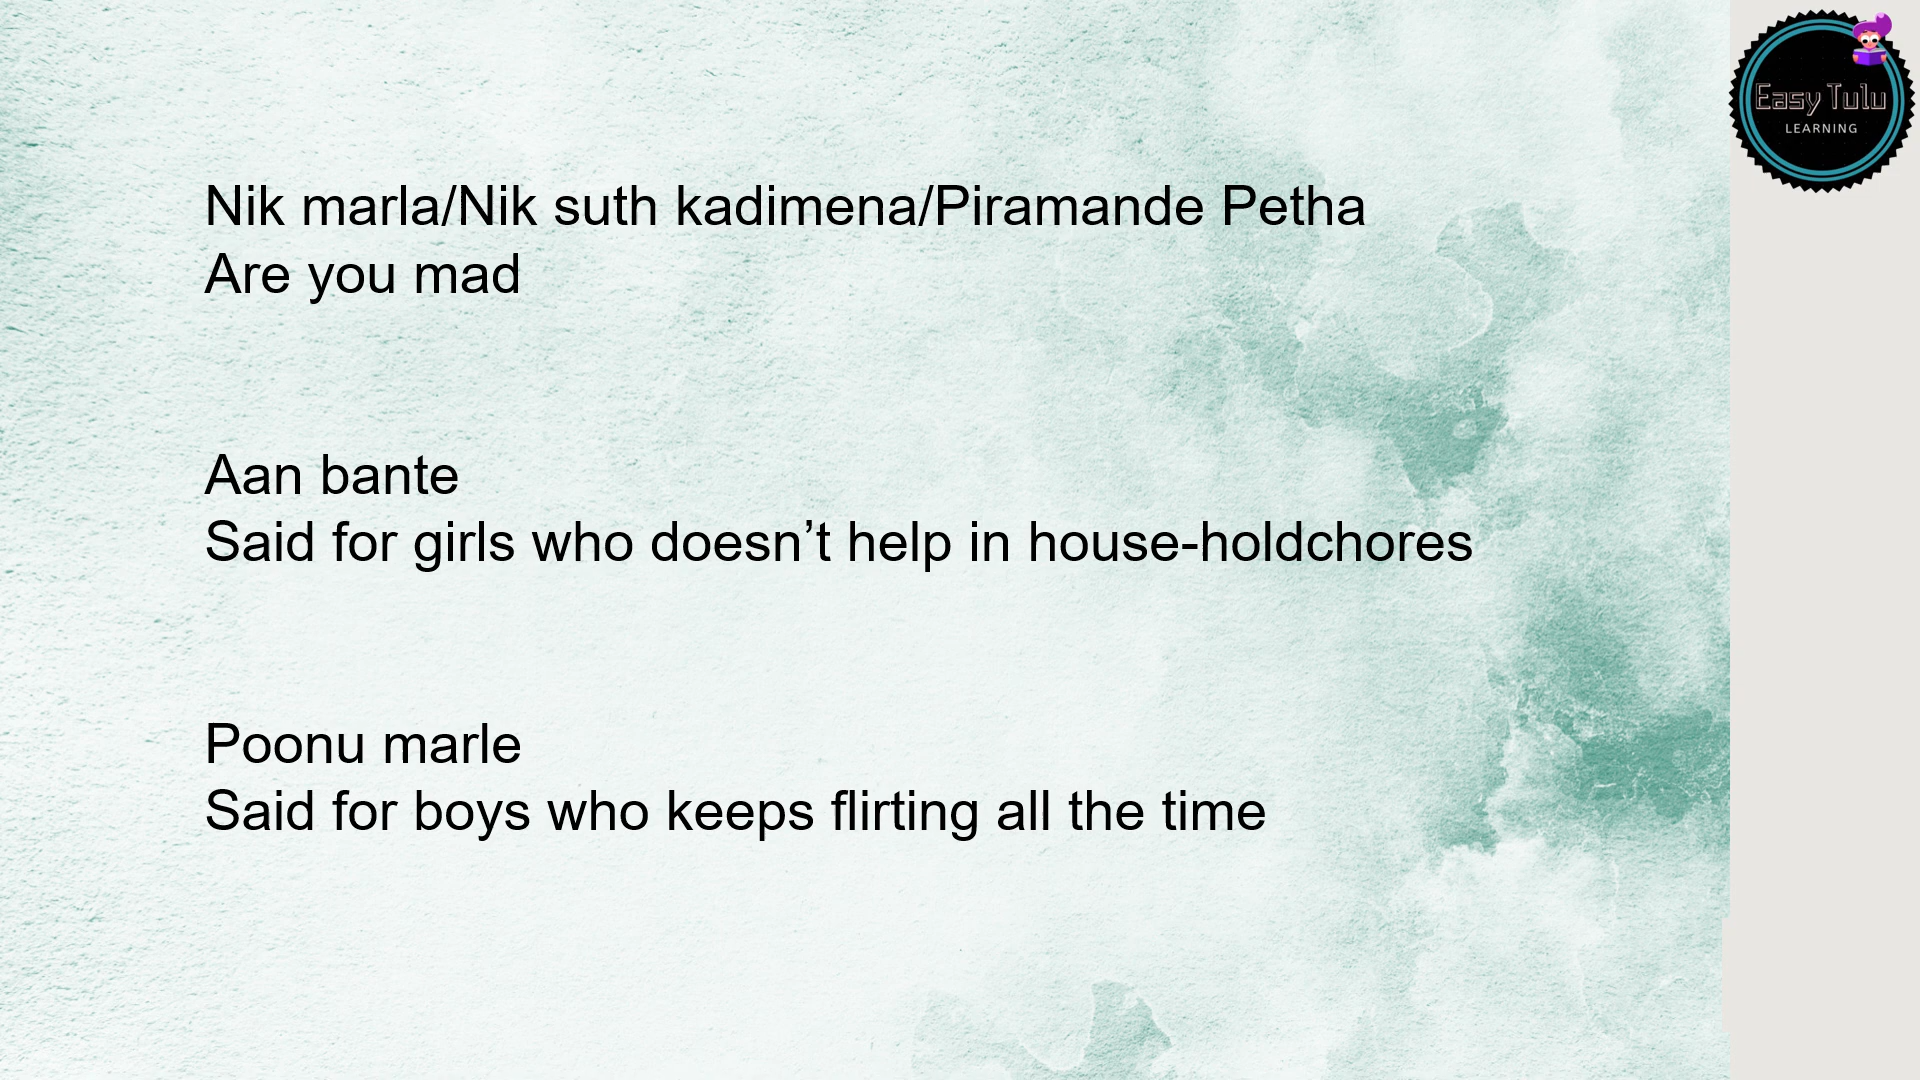 Easy Tulu
LEARNING
Nik marla/Nik suth kadimena/Piramande Petha
Are you mad
Aan bante
Said for girls who doesn’t help in house-holdchores
Poonu marle
Said for boys who keeps flirting all the time